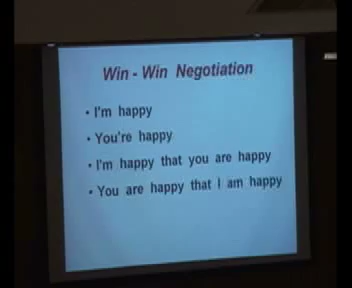 Win - Win Negotiation
• I'm happy
• You're happy
• I'm happy that you are happy
• You are happy that I am happy